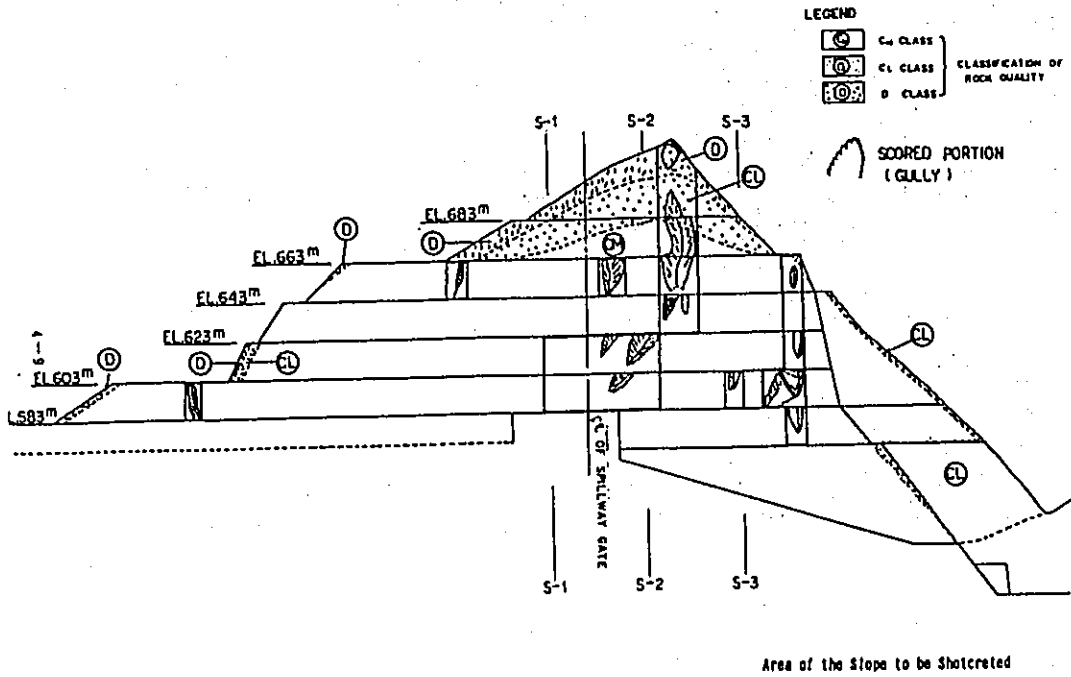 LEGEND
CM CLASS
CL CLASS
D CLASS
CLASSIFICATION OF
ROCK QUALITY
SCORED PORTION
(GULLY)
S-1
S-2
S-3
D
CL
EL.683m
D
CM
D
EL.663m
EL.643m
EL.623m
D
CL
CL
D
EL.603m
L583m
CL
℄ OF SPILLWAY GATE
S-1
S-2
S-3
Area of the Slope to be Shotcreted